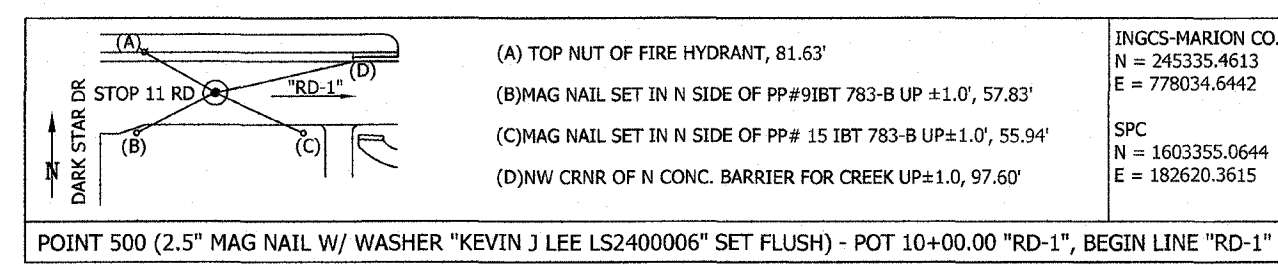 (A)
(D)
STOP 11 RD
"RD-1"
(B)
(C)
DARK STAR DR
N
(A) TOP NUT OF FIRE HYDRANT, 81.63'
(B)MAG NAIL SET IN N SIDE OF PP#9IBT 783-B UP ±1.0', 57.83'
(C)MAG NAIL SET IN N SIDE OF PP# 15 IBT 783-B UP±1.0', 55.94'
(D)NW CRNR OF N CONC. BARRIER FOR CREEK UP±1.0, 97.60'
INGCS-MARION CO.
N = 245335.4613
E = 778034.6442
SPC
N = 1603355.0644
E = 182620.3615
POINT 500 (2.5" MAG NAIL W/ WASHER "KEVIN J LEE LS2400006" SET FLUSH) - POT 10+00.00 "RD-1", BEGIN LINE "RD-1"